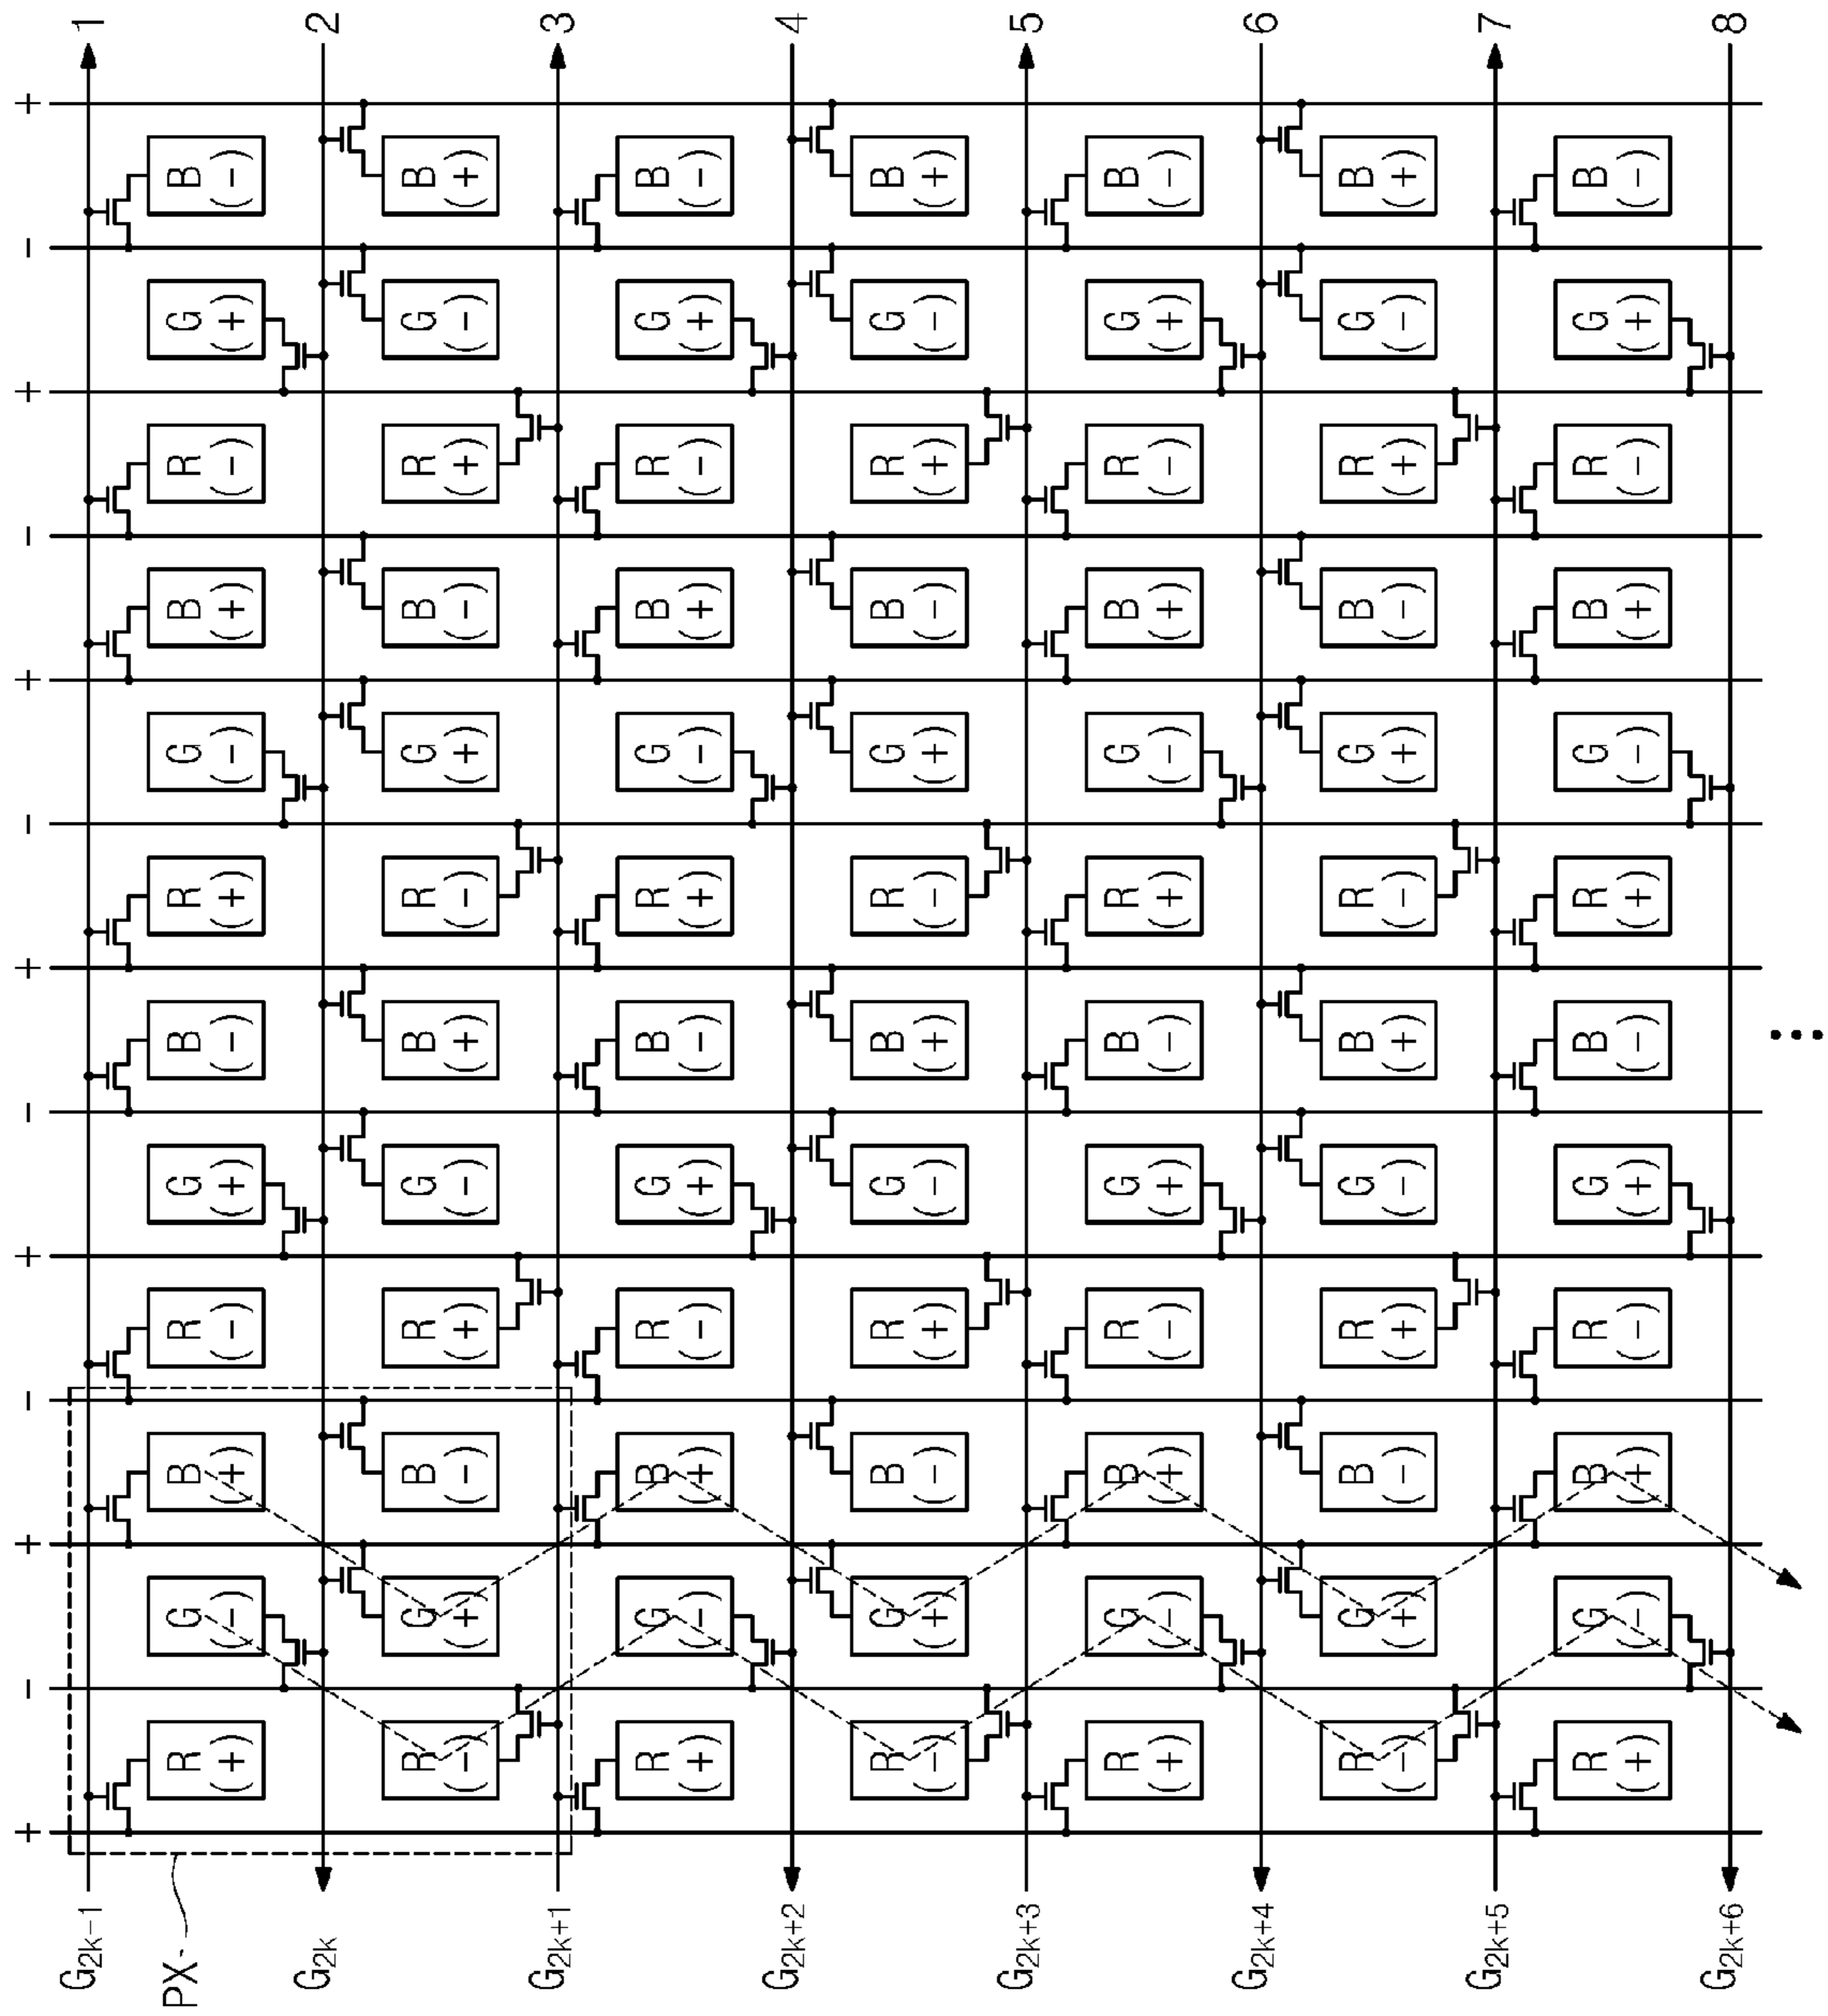 + - + - + - + - + - + - +
G2k-1 1
PX
R G B R G B R G B R G B
(+) (-) (+) (-) (+) (-) (+) (-) (+) (-) (+) (-)
G2k 2
R G B R G B R G B R G B
(-) (+) (-) (+) (-) (+) (-) (+) (-) (+) (-) (+)
G2k+1 3
R G B R G B R G B R G B
(+) (-) (+) (-) (+) (-) (+) (-) (+) (-) (+) (-)
G2k+2 4
R G B R G B R G B R G B
(-) (+) (-) (+) (-) (+) (-) (+) (-) (+) (-) (+)
G2k+3 5
R G B R G B R G B R G B
(+) (-) (+) (-) (+) (-) (+) (-) (+) (-) (+) (-)
G2k+4 6
R G B R G B R G B R G B
(-) (+) (-) (+) (-) (+) (-) (+) (-) (+) (-) (+)
G2k+5 7
R G B R G B R G B R G B
(+) (-) (+) (-) (+) (-) (+) (-) (+) (-) (+) (-)
G2k+6 8